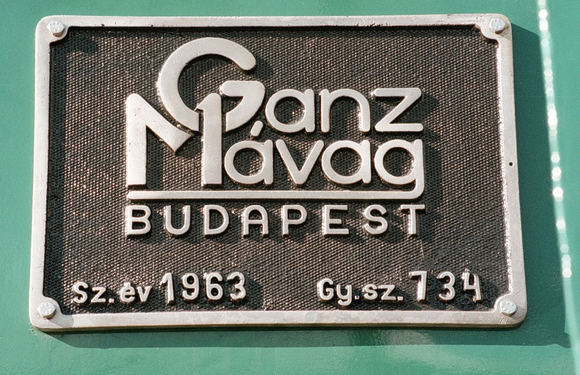 Ganz
Mávag
BUDAPEST
Sz.év 1963 Gy.sz. 734